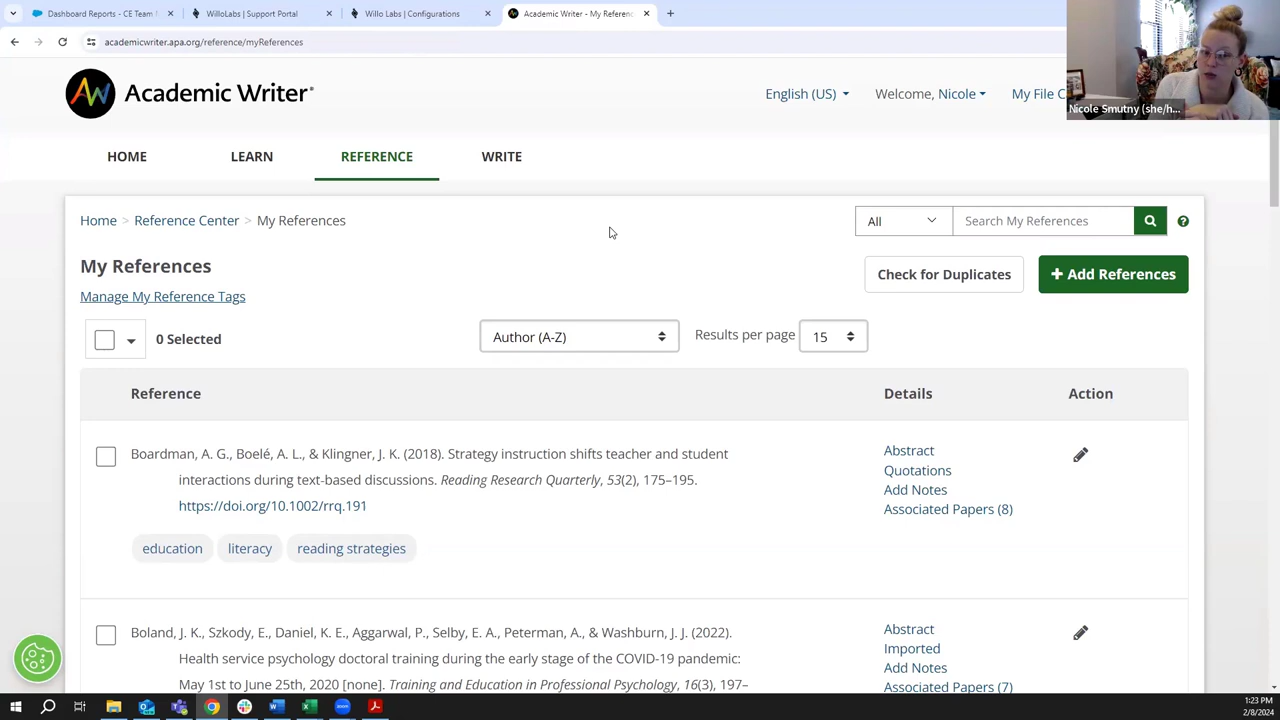 Dashboard Reports - CE Team
WilloLabs | Support Portal
Willo Labs | Configurations
Academic Writer - My Referenc
academicwriter.apa.org/reference/myReferences
AW Academic Writer®
English (US)
Welcome, Nicole
My File C
Nicole Smutny (she/h...
HOME
LEARN
REFERENCE
WRITE
Home > Reference Center > My References
All
Search My References
My References
Check for Duplicates
+ Add References
Manage My Reference Tags
0 Selected
Author (A-Z)
Results per page
15
Reference
Details
Action
Boardman, A. G., Boelé, A. L., & Klingner, J. K. (2018). Strategy instruction shifts teacher and student
interactions during text-based discussions. Reading Research Quarterly, 53(2), 175–195.
https://doi.org/10.1002/rrq.191
Abstract
Quotations
Add Notes
Associated Papers (8)
education
literacy
reading strategies
Boland, J. K., Szkody, E., Daniel, K. E., Aggarwal, P., Selby, E. A., Peterman, A., & Washburn, J. J. (2022).
Health service psychology doctoral training during the early stage of the COVID-19 pandemic:
May 1st to June 25th, 2020 [none]. Training and Education in Professional Psychology, 16(3), 197–
Abstract
Imported
Add Notes
Associated Papers (7)
1:23 PM
2/8/2024